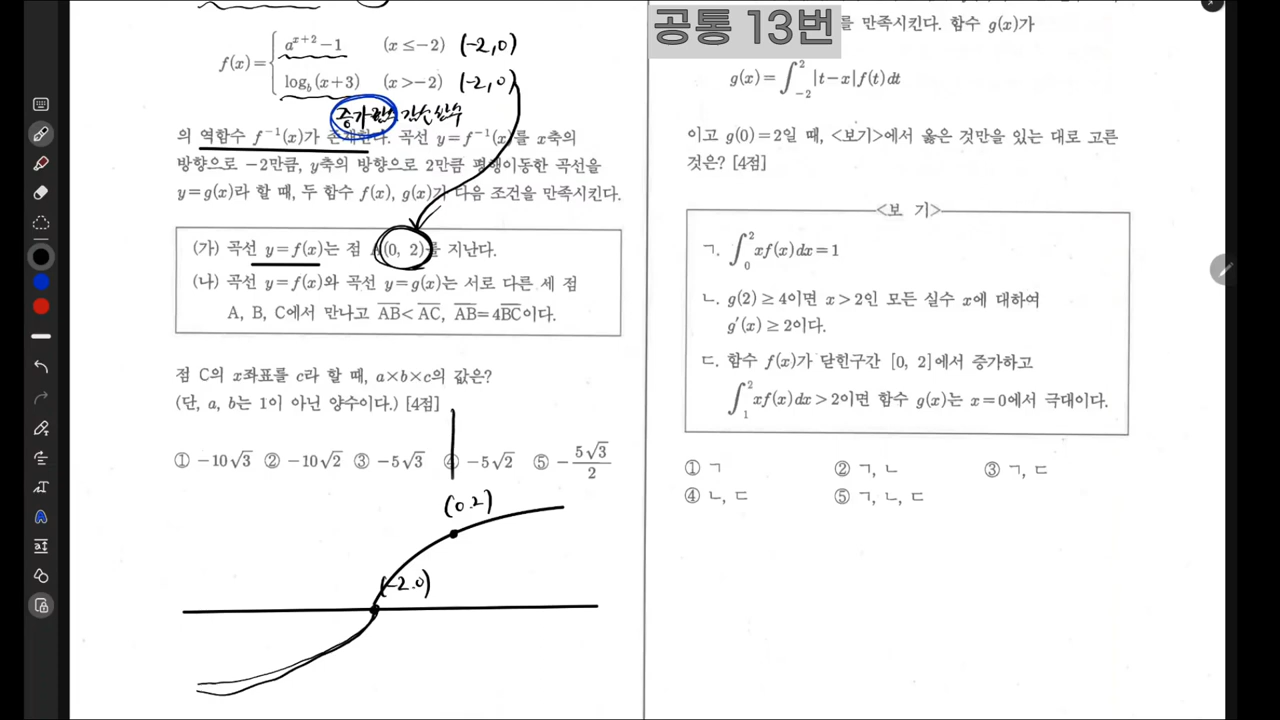 f(x)={ a^{x+2}-1 (x≤-2) (-2,0)
log_b(x+3) (x>-2) (-2,0)
증가 함수
의 역함수 f^{-1}(x)가 존재한다. 곡선 y=f^{-1}(x)를 x축의
방향으로 -2만큼, y축의 방향으로 2만큼 평행이동한 곡선을
y=g(x)라 할 때, 두 함수 f(x), g(x)가 다음 조건을 만족시킨다.
(가) 곡선 y=f(x)는 점 A(0, 2)를 지난다.
(나) 곡선 y=f(x)와 곡선 y=g(x)는 서로 다른 세 점
A, B, C에서 만나고 \overline{AB}<\overline{AC}, \overline{AB}=4\overline{BC}이다.
점 C의 x좌표를 c라 할 때, a×b×c의 값은?
(단, a, b는 1이 아닌 양수이다.) [4점]
① -10√3 ② -10√2 ③ -5√3 ④ -5√2 ⑤ -\frac{5√3}{2}
(0.2)
(-2.0)
공통 13번
를 만족시킨다. 함수 g(x)가
g(x)=∫_{-2}^{2}|t-x|f(t)dt
이고 g(0)=2일 때, <보기>에서 옳은 것만을 있는 대로 고른
것은? [4점]
<보 기>
ㄱ. ∫_{0}^{2}xf(x)dx=1
ㄴ. g(2)≥4이면 x>2인 모든 실수 x에 대하여
g′(x)≥2이다.
ㄷ. 함수 f(x)가 닫힌구간 [0, 2]에서 증가하고
∫_{1}^{2}xf(x)dx>2이면 함수 g(x)는 x=0에서 극대이다.
① ㄱ ② ㄱ, ㄴ ③ ㄱ, ㄷ
④ ㄴ, ㄷ ⑤ ㄱ, ㄴ, ㄷ